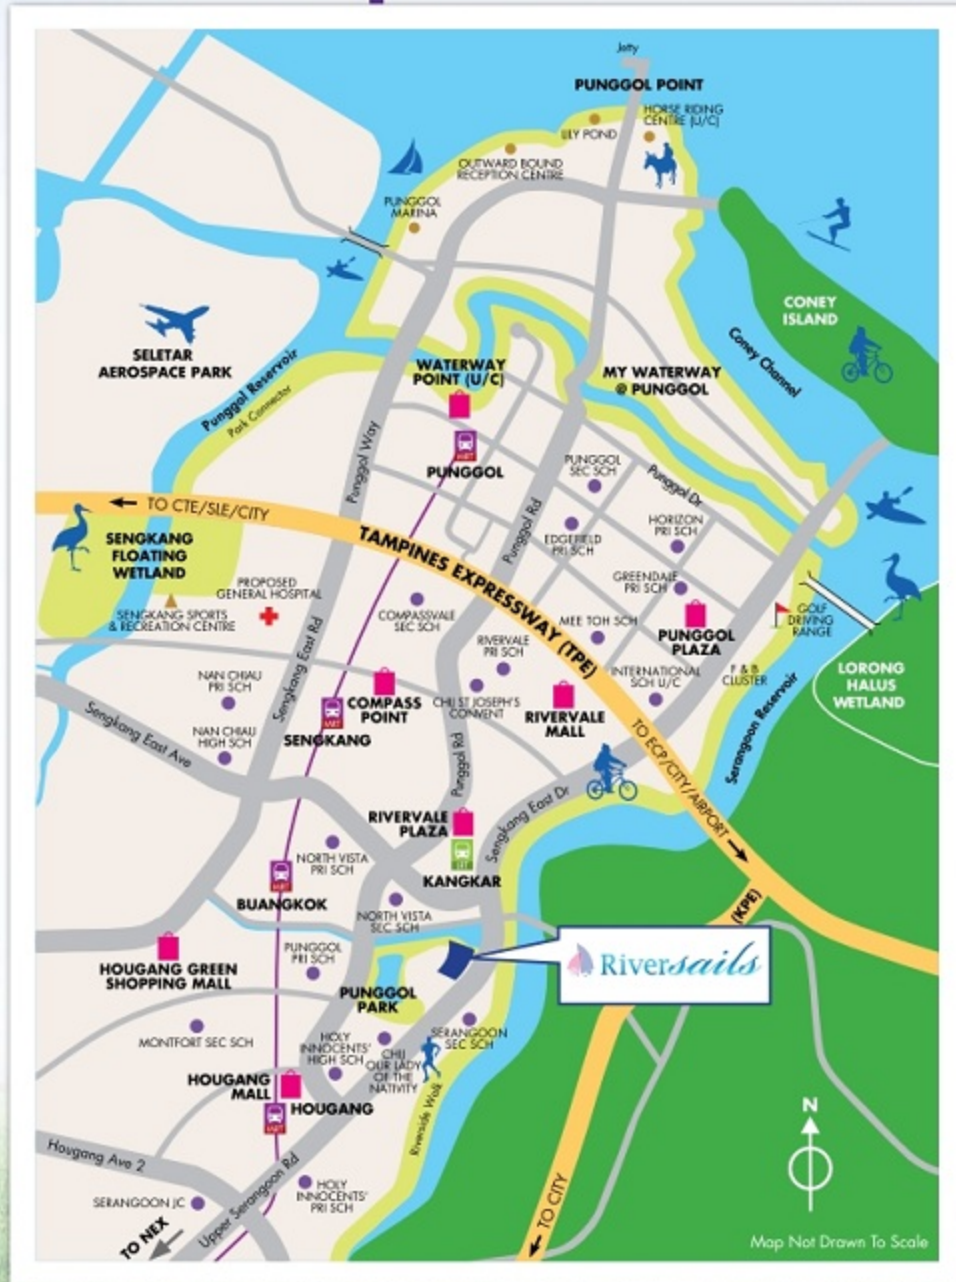 Jetty
PUNGGOL POINT
HORSE RIDING
CENTRE (U/C)
LILY POND
OUTWARD BOUND
RECEPTION CENTRE
PUNGGOL
MARINA
CONEY
ISLAND
Coney Channel
SELETAR
AEROSPACE PARK
Punggol Reservoir
Park Connector
WATERWAY
POINT (U/C)
MY WATERWAY
@ PUNGGOL
Punggol Way
MRT
PUNGGOL
PUNGGOL
SEC SCH
Punggol Dr
Punggol Rd
← TO CTE/SLE/CITY
TAMPINES EXPRESSWAY (TPE)
HORIZON
PRI SCH
EDGEFIELD
PRI SCH
SENGKANG
FLOATING
WETLAND
PROPOSED
GENERAL HOSPITAL
GREENDALE
PRI SCH
SENGKANG SPORTS
& RECREATION CENTRE
COMPASSVALE
SEC SCH
MEE TOH SCH
PUNGGOL
PLAZA
GOLF
DRIVING
RANGE
RIVERVALE
PRI SCH
Sengkang East Rd
NAN CHIAU
PRI SCH
COMPASS
POINT
CHIJ ST JOSEPH'S
CONVENT
INTERNATIONAL
SCH U/C
F & B
CLUSTER
LORONG
HALUS
WETLAND
RIVERVALE
MALL
MRT
SENGKANG
Sengkang East Ave
NAN CHIAU
HIGH SCH
Punggol Rd
TO ECP/CITY/AIRPORT →
Serangoon Reservoir
Sengkang East Dr
RIVERVALE
PLAZA
KANGKAR
NORTH VISTA
PRI SCH
MRT
BUANGKOK
NORTH VISTA
SEC SCH
(KPE)
HOUGANG GREEN
SHOPPING MALL
PUNGGOL
PRI SCH
Riversails
PUNGGOL
PARK
MONTFORT SEC SCH
HOLY
INNOCENTS'
HIGH SCH
CHIJ
OUR LADY
OF THE
NATIVITY
SERANGOON
SEC SCH
HOUGANG
MALL
MRT
HOUGANG
Riverside Walk
N
Hougang Ave 2
HOLY
INNOCENTS'
PRI SCH
SERANGOON JC
Upper Serangoon Rd
TO NEX
← TO CITY
Map Not Drawn To Scale